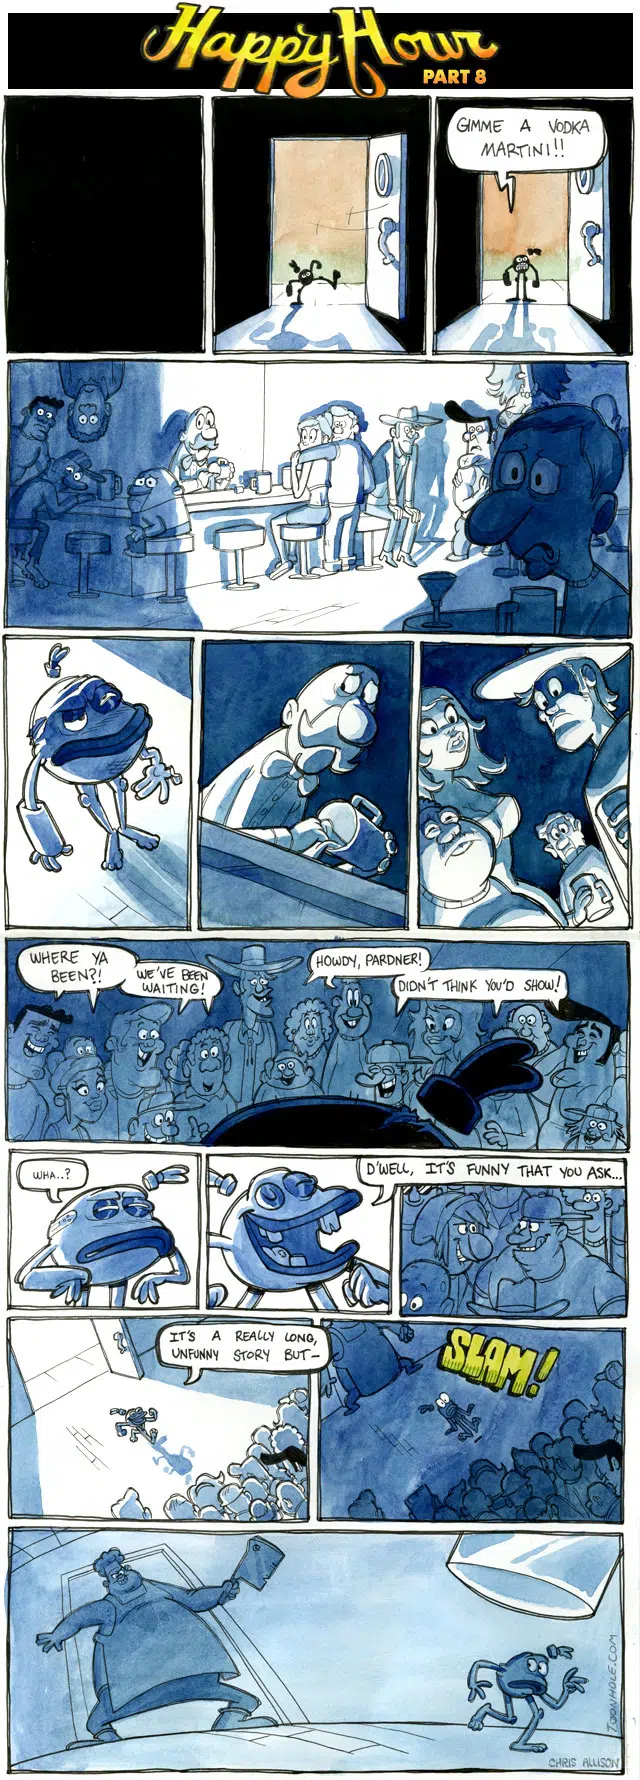 Happy Hour
PART 8
GIMME A VODKA
MARTINI!!
WHERE YA
BEEN?!
WE'VE BEEN
WAITING!
HOWDY, PARDNER!
DIDN'T THINK YOU'D SHOW!
WHA..?
D'WELL, IT'S FUNNY THAT YOU ASK...
IT'S A REALLY LONG,
UNFUNNY STORY BUT-
SLAM!
TOONHOLE.COM
CHRIS ALLISON